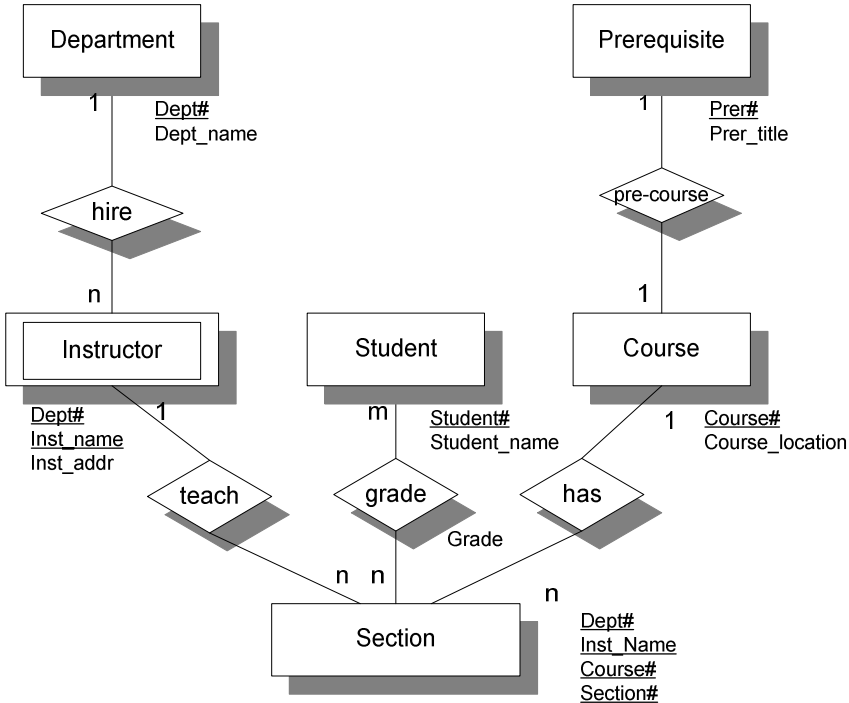 Department
Prerequisite
1
Dept#
Dept_name
1
Prer#
Prer_title
hire
pre-course
n
1
Instructor
Student
Course
Dept#
Inst_name
Inst_addr
1
m
Student#
Student_name
1
Course#
Course_location
teach
grade
has
Grade
n
n
n
Section
Dept#
Inst_Name
Course#
Section#